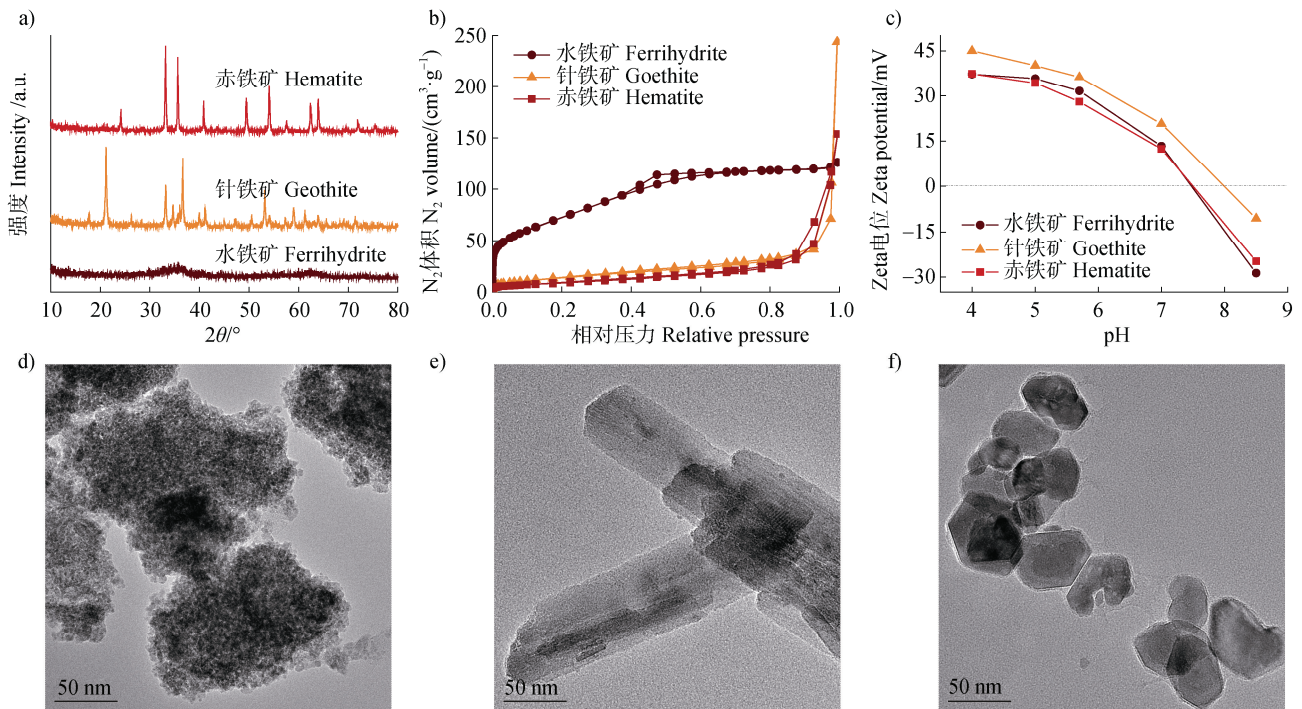 a)
强度 Intensity /a.u.
赤铁矿 Hematite
针铁矿 Geothite
水铁矿 Ferrihydrite
10 20 30 40 50 60 70 80
2θ/°
b)
N₂体积 N₂ volume/(cm³·g⁻¹)
250
200
150
100
50
0
水铁矿 Ferrihydrite
针铁矿 Goethite
赤铁矿 Hematite
0.0 0.2 0.4 0.6 0.8 1.0
相对压力 Relative pressure
c)
Zeta电位 Zeta potential/mV
45
30
15
0
−15
−30
水铁矿 Ferrihydrite
针铁矿 Goethite
赤铁矿 Hematite
4 5 6 7 8 9
pH
d)
50 nm
e)
50 nm
f)
50 nm